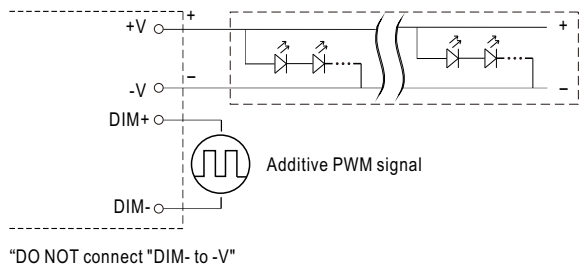 +V
+
-V
–
+
–
DIM+
Additive PWM signal
DIM-
“DO NOT connect "DIM- to -V"